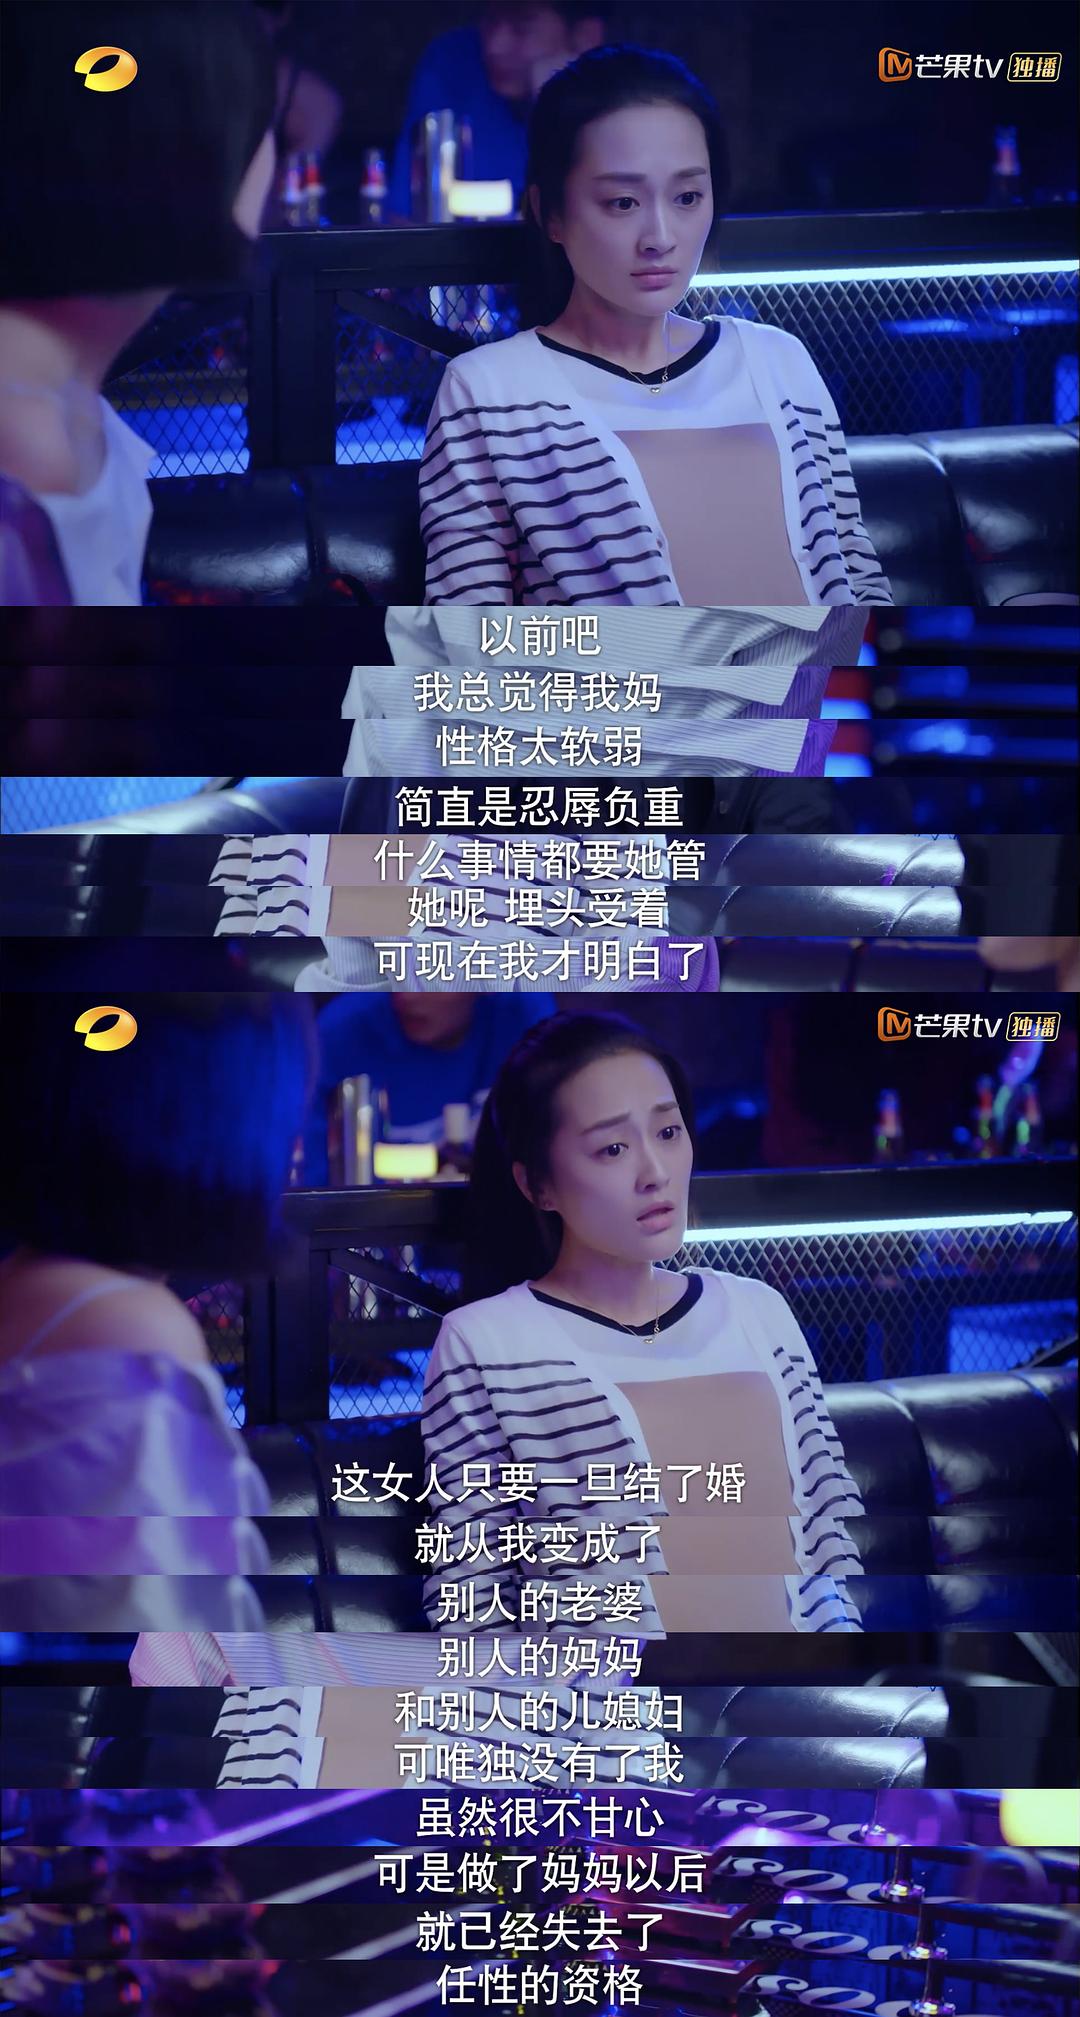 芒果tv 独播
以前吧
我总觉得我妈
性格太软弱
简直是忍辱负重
什么事情都要她管
她呢 埋头受着
可现在我才明白了
芒果tv 独播
这女人只要一旦结了婚
就从我变成了
别人的老婆
别人的妈妈
和别人的儿媳妇
可唯独没有了我
虽然很不甘心
可是做了妈妈以后
就已经失去了
任性的资格